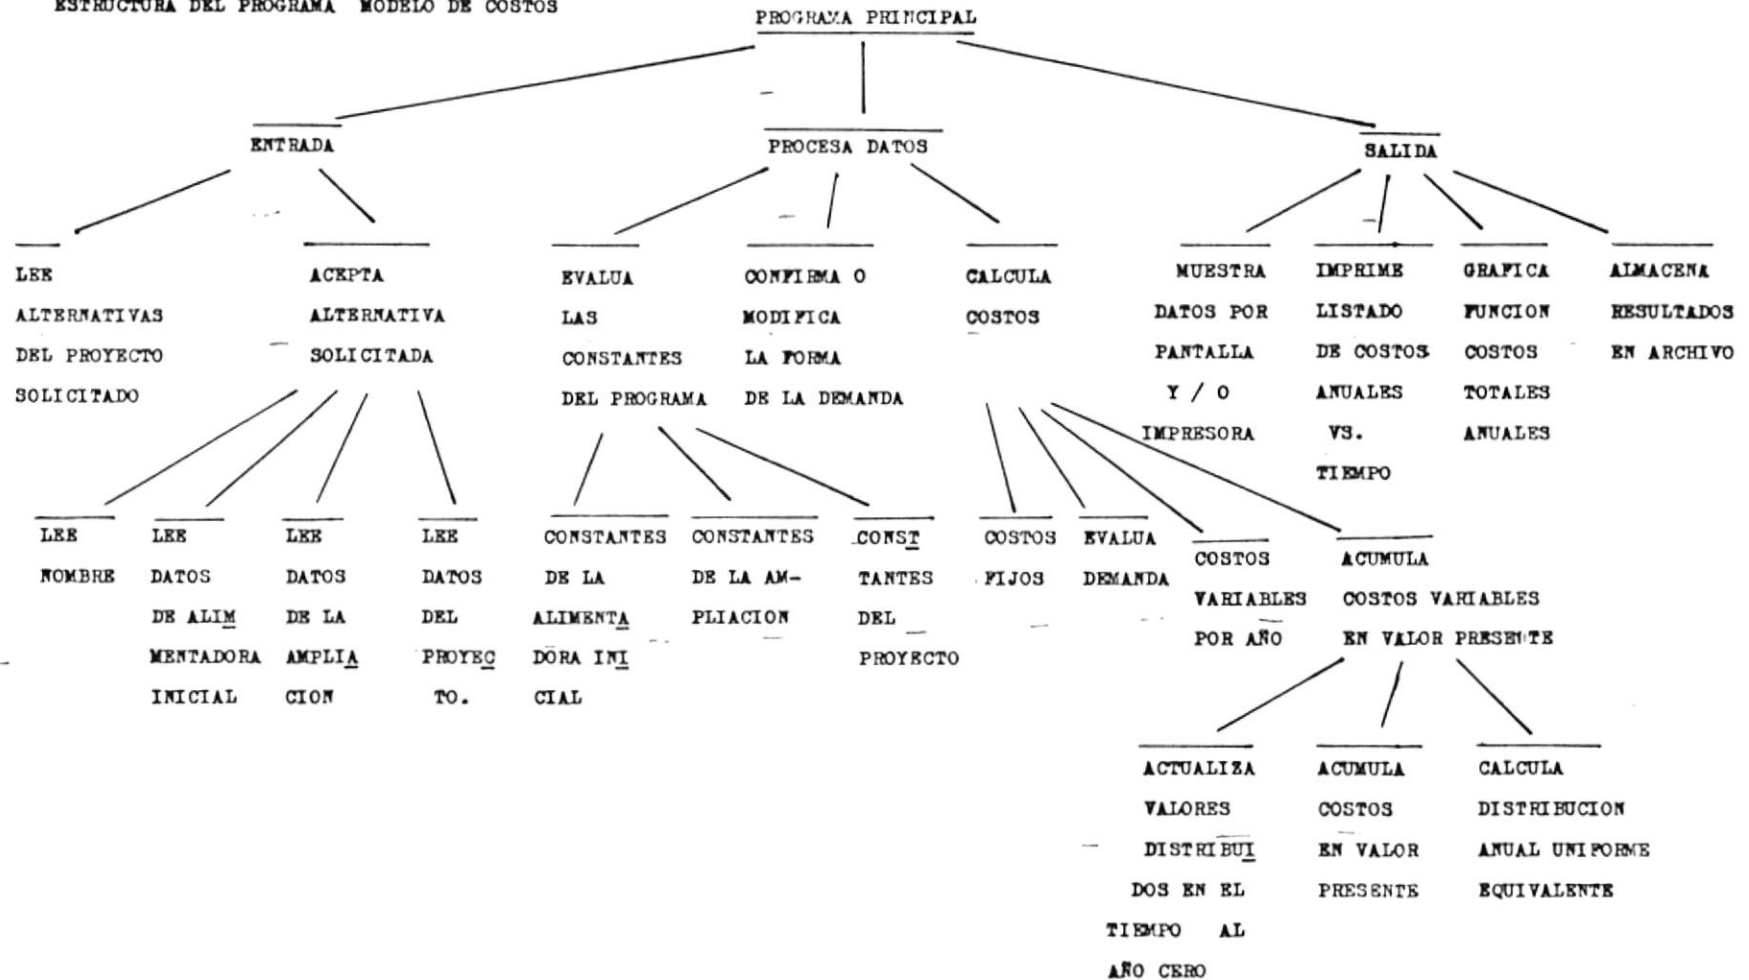 ESTRUCTURA DEL PROGRAMA MODELO DE COSTOS
PROGRAMA PRINCIPAL
ENTRADA
PROCESA DATOS
SALIDA
LEE
ALTERNATIVAS
DEL PROYECTO
SOLICITADO
ACEPTA
ALTERNATIVA
SOLICITADA
EVALUA
LAS
CONSTANTES
DEL PROGRAMA
CONFIRMA O
MODIFICA
LA FORMA
DE LA DEMANDA
CALCULA
COSTOS
MUESTRA
DATOS POR
PANTALLA
Y / O
IMPRESORA
IMPRIME
LISTADO
DE COSTOS
ANUALES
VS.
TIEMPO
GRAFICA
FUNCION
COSTOS
TOTALES
ANUALES
ALMACENA
RESULTADOS
EN ARCHIVO
LEE
NOMBRE
LEE
DATOS
DE ALIM
MENTADORA
INICIAL
LEE
DATOS
DE LA
AMPLIA
CION
LEE
DATOS
DEL
PROYEC
TO.
CONSTANTES
DE LA
ALIMENTA
DORA INI
CIAL
CONSTANTES
DE LA AM-
PLIACION
CONST
TANTES
DEL
PROYECTO
COSTOS
FIJOS
EVALUA
DEMANDA
COSTOS
VARIABLES
POR AÑO
ACUMULA
COSTOS VARIABLES
EN VALOR PRESENTE
ACTUALIZA
VALORES
DISTRIBUI
DOS EN EL
TIEMPO AL
AÑO CERO
ACUMULA
COSTOS
EN VALOR
PRESENTE
CALCULA
DISTRIBUCION
ANUAL UNIFORME
EQUIVALENTE